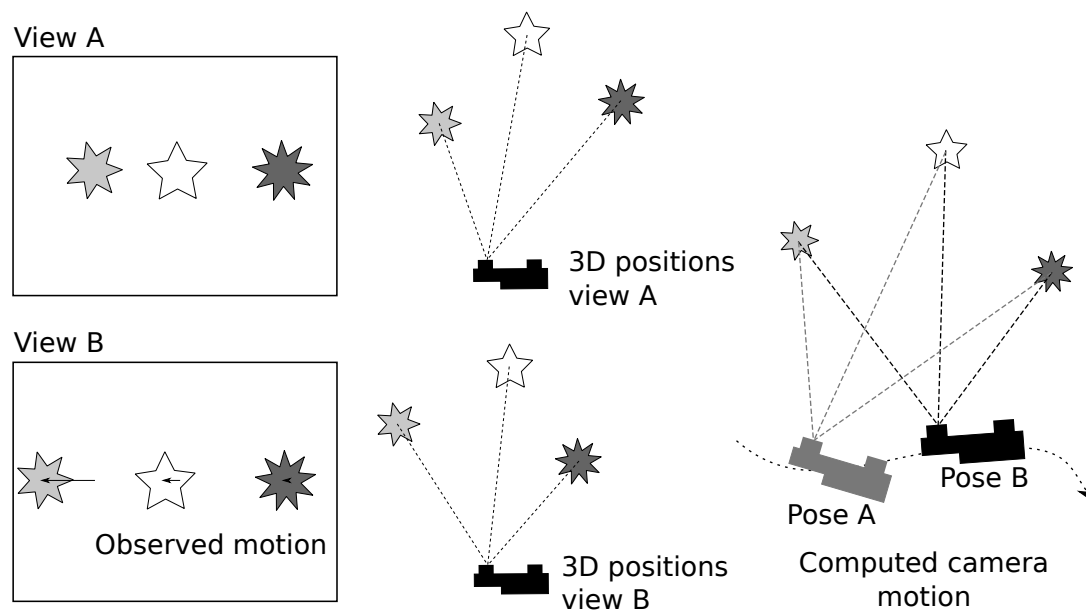 View A
3D positions
view A
View B
Observed motion
3D positions
view B
Pose A
Pose B
Computed camera
motion